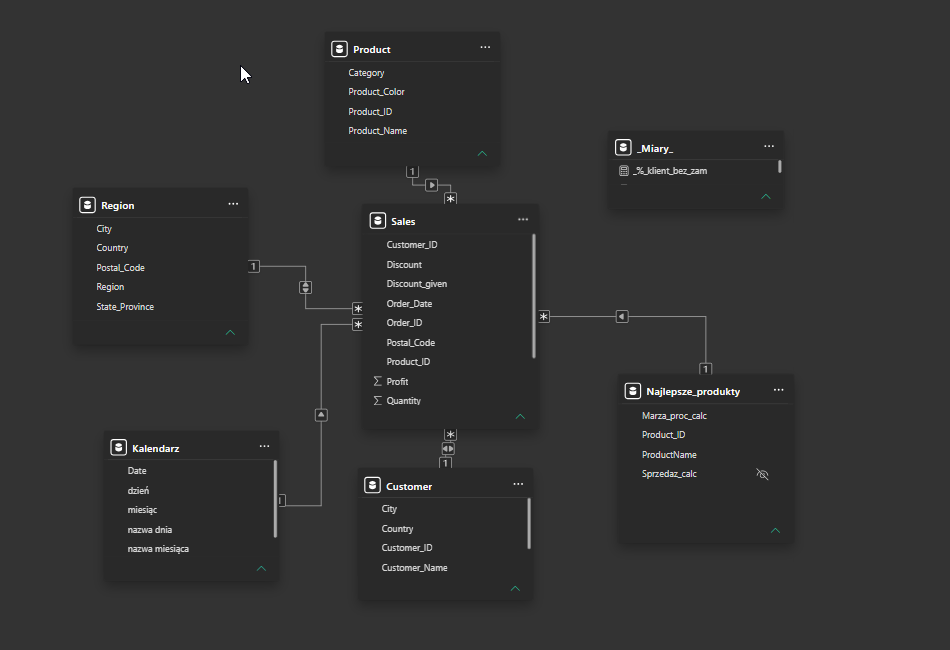 Product
Category
Product_Color
Product_ID
Product_Name
_Miary_
_%_klient_bez_zam
Region
City
Country
Postal_Code
Region
State_Province
Sales
Customer_ID
Discount
Discount_given
Order_Date
Order_ID
Postal_Code
Product_ID
Σ Profit
Σ Quantity
Najlepsze_produkty
Marza_proc_calc
Product_ID
ProductName
Sprzedaz_calc
Kalendarz
Date
dzień
miesiąc
nazwa dnia
nazwa miesiąca
Customer
City
Country
Customer_ID
Customer_Name
1
*
1
*
*
*
1
*
1